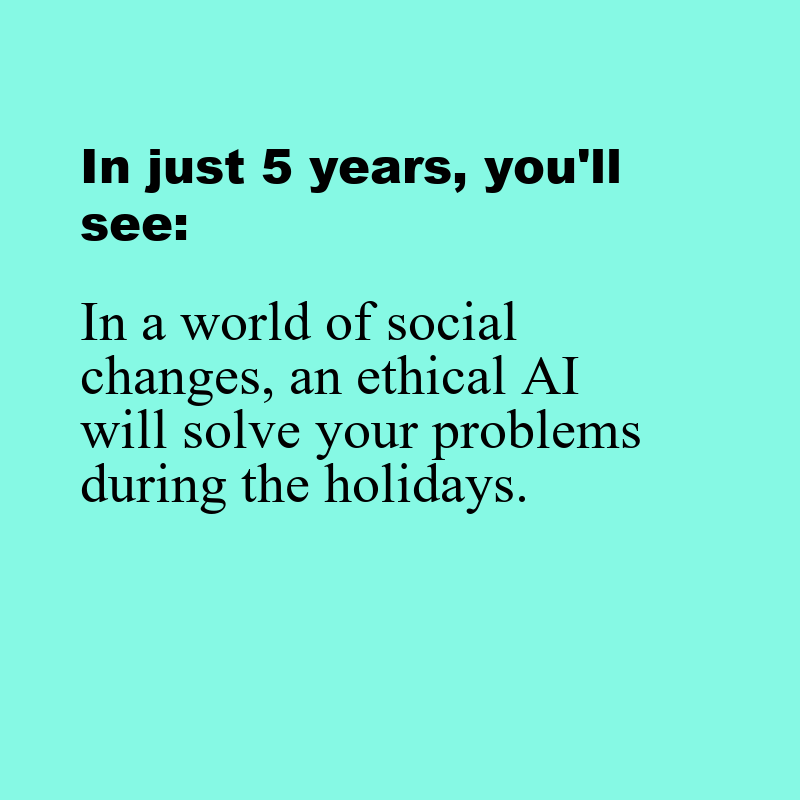 In just 5 years, you'll
see:
In a world of social
changes, an ethical AI
will solve your problems
during the holidays.